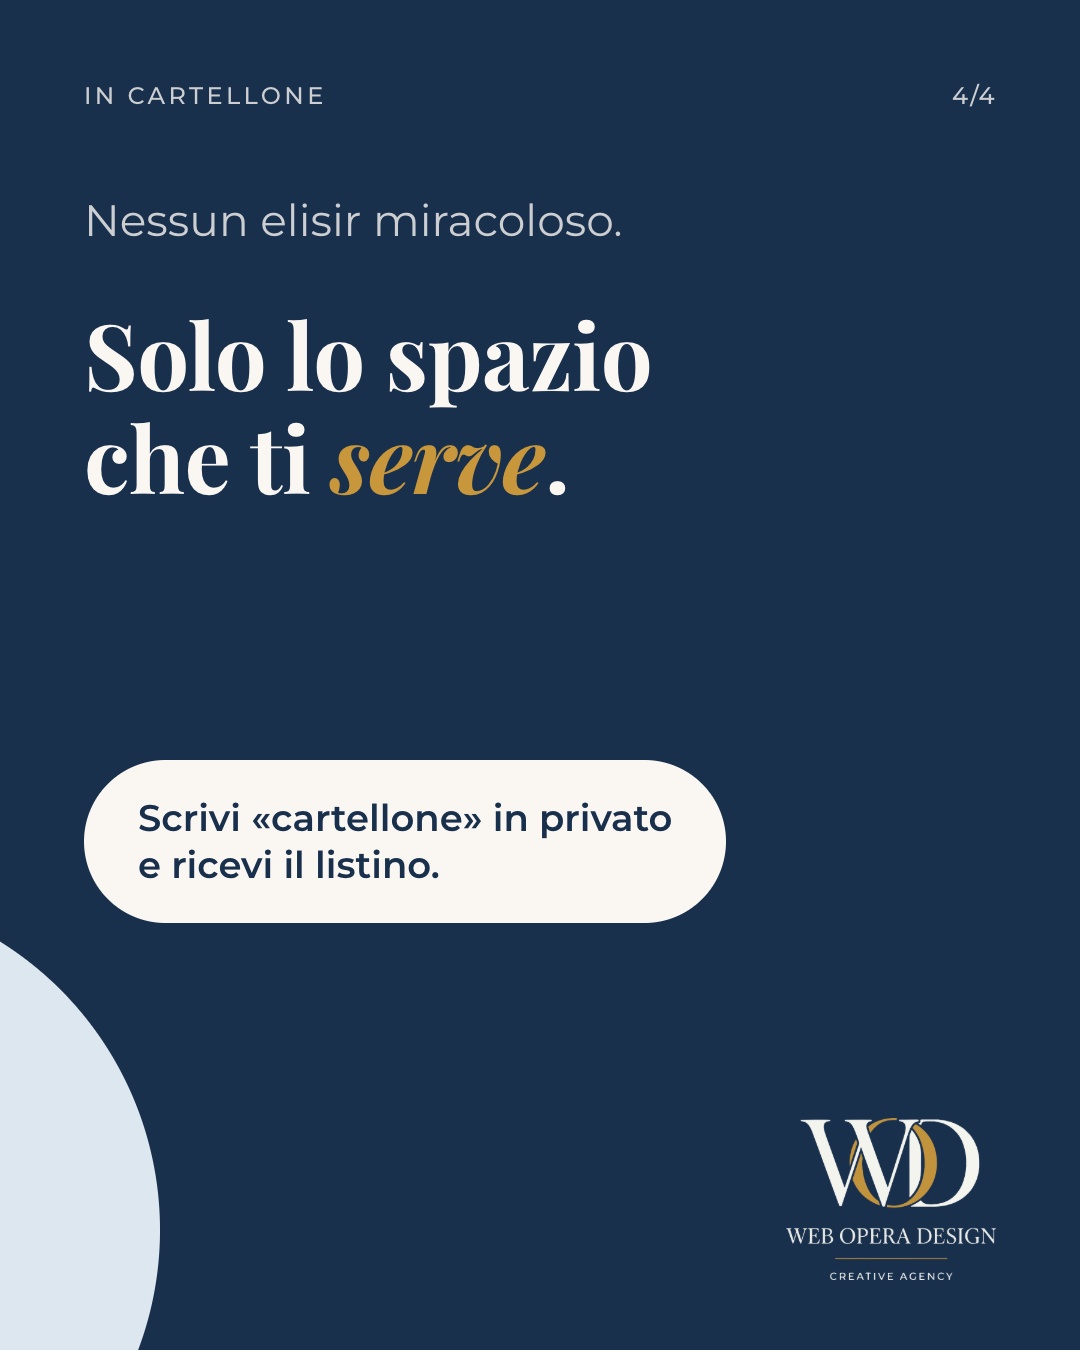 IN CARTELLONE
4/4
Nessun elisir miracoloso.
Solo lo spazio
che ti serve.
Scrivi «cartellone» in privato
e ricevi il listino.
WOD
WEB OPERA DESIGN
CREATIVE AGENCY